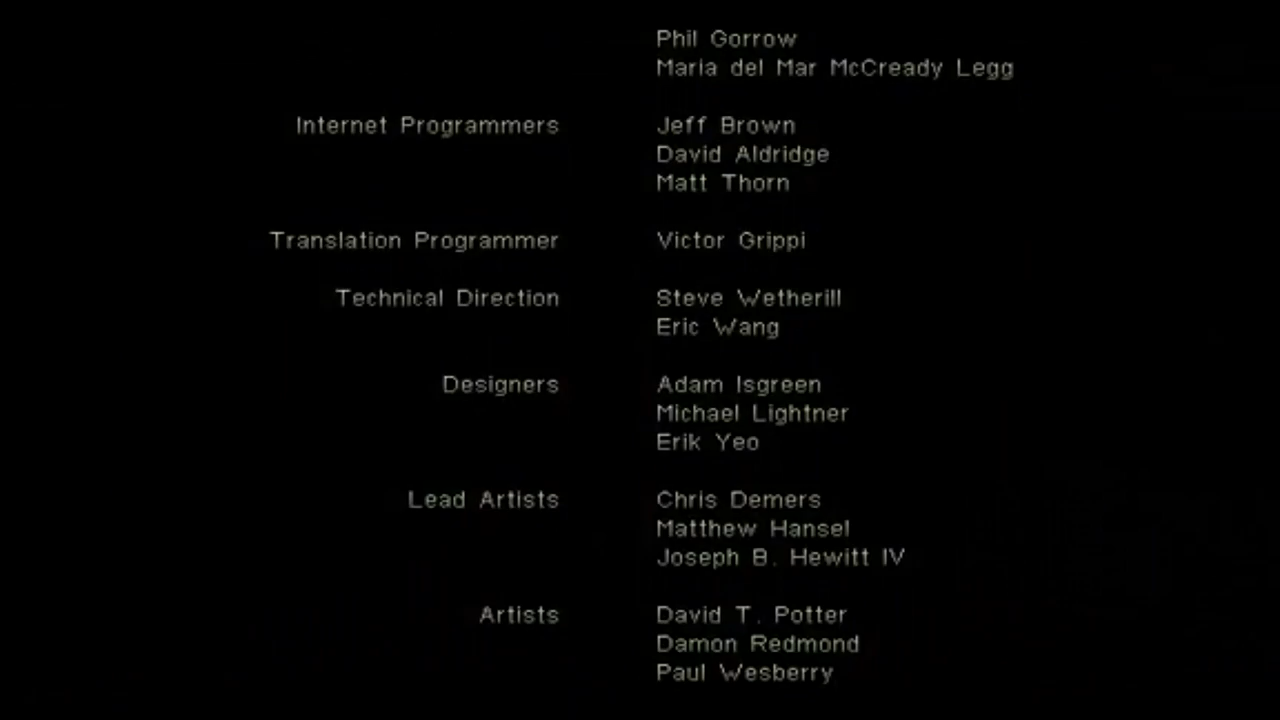 Phil Gorrow
Maria del Mar McCready Legg
Internet Programmers Jeff Brown
David Aldridge
Matt Thorn
Translation Programmer Victor Grippi
Technical Direction Steve Wetherill
Eric Wang
Designers Adam Isgreen
Michael Lightner
Erik Yeo
Lead Artists Chris Demers
Matthew Hansel
Joseph B. Hewitt IV
Artists David T. Potter
Damon Redmond
Paul Wesberry